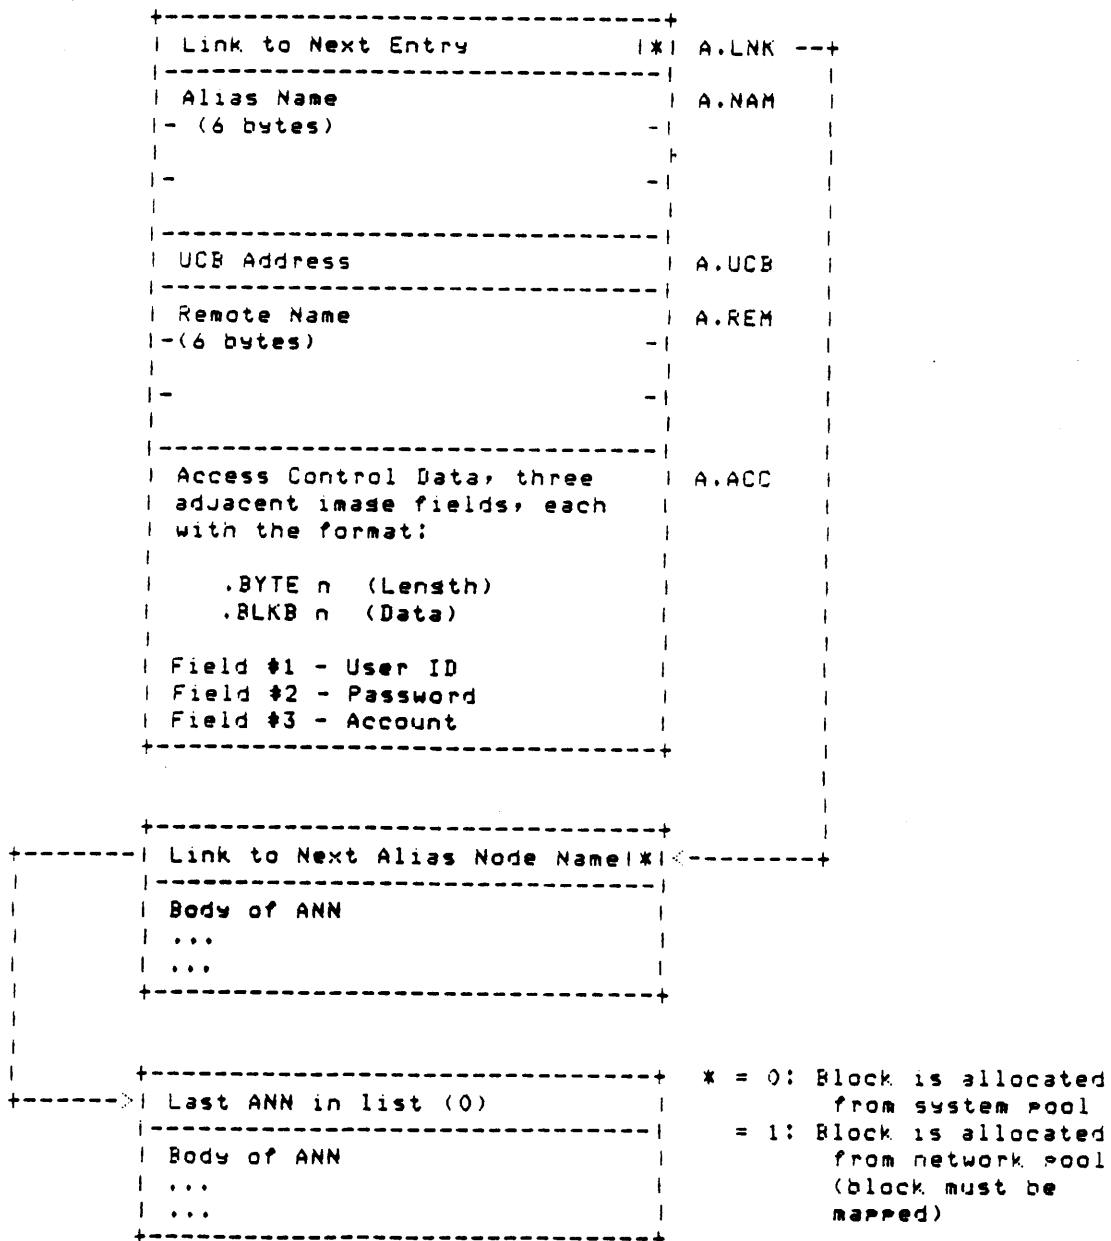 Link to Next Entry |*| A.LNK
Alias Name A.NAM
(6 bytes)
UCB Address A.UCB
Remote Name A.REM
(6 bytes)
Access Control Data, three A.ACC
adjacent image fields, each
with the format:
.BYTE n (Length)
.BLKB n (Data)
Field #1 - User ID
Field #2 - Password
Field #3 - Account
Link to Next Alias Node Name|*|
Body of ANN
...
...
Last ANN in list (0)
Body of ANN
...
...
* = 0: Block is allocated
from system pool
= 1: Block is allocated
from network pool
(block must be
mapped)